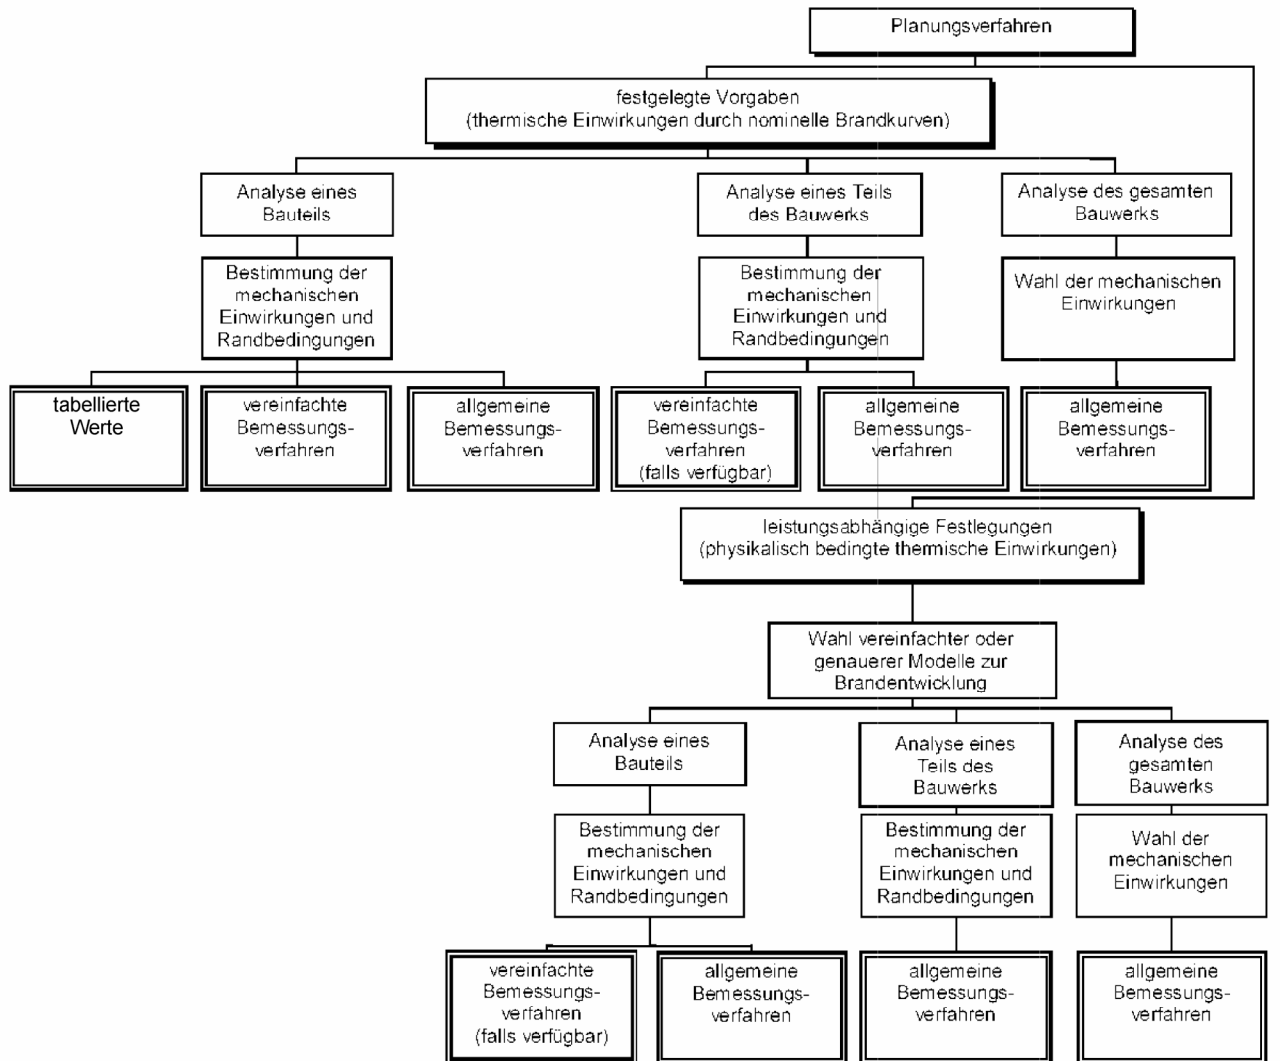 Planungsverfahren
festgelegte Vorgaben
(thermische Einwirkungen durch nominelle Brandkurven)
Analyse eines
Bauteils
Analyse eines Teils
des Bauwerks
Analyse des gesamten
Bauwerks
Bestimmung der
mechanischen
Einwirkungen und
Randbedingungen
Bestimmung der
mechanischen
Einwirkungen und
Randbedingungen
Wahl der mechanischen
Einwirkungen
tabellierte
Werte
vereinfachte
Bemessungs-
verfahren
allgemeine
Bemessungs-
verfahren
vereinfachte
Bemessungs-
verfahren
(falls verfügbar)
allgemeine
Bemessungs-
verfahren
allgemeine
Bemessungs-
verfahren
leistungsabhängige Festlegungen
(physikalisch bedingte thermische Einwirkungen)
Wahl vereinfachter oder
genauerer Modelle zur
Brandentwicklung
Analyse eines
Bauteils
Analyse eines
Teils des
Bauwerks
Analyse des
gesamten
Bauwerks
Bestimmung der
mechanischen
Einwirkungen und
Randbedingungen
Bestimmung der
mechanischen
Einwirkungen und
Randbedingungen
Wahl der
mechanischen
Einwirkungen
vereinfachte
Bemessungs-
verfahren
(falls verfügbar)
allgemeine
Bemessungs-
verfahren
allgemeine
Bemessungs-
verfahren
allgemeine
Bemessungs-
verfahren